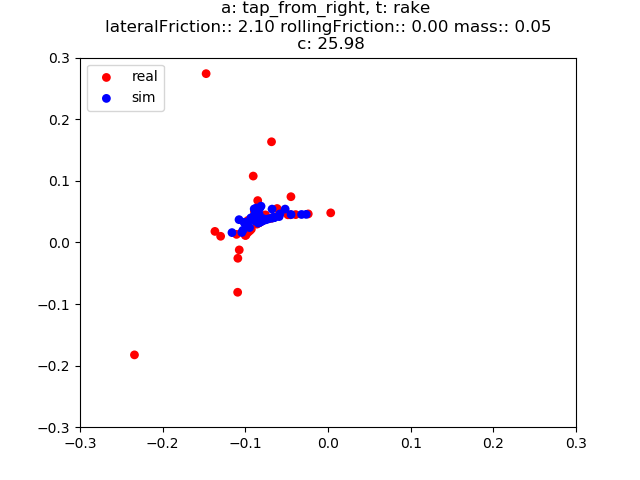 a: tap_from_right, t: rake
lateralFriction:: 2.10 rollingFriction:: 0.00 mass:: 0.05
c: 25.98
real
sim
0.3
0.2
0.1
0.0
−0.1
−0.2
−0.3
−0.3 −0.2 −0.1 0.0 0.1 0.2 0.3